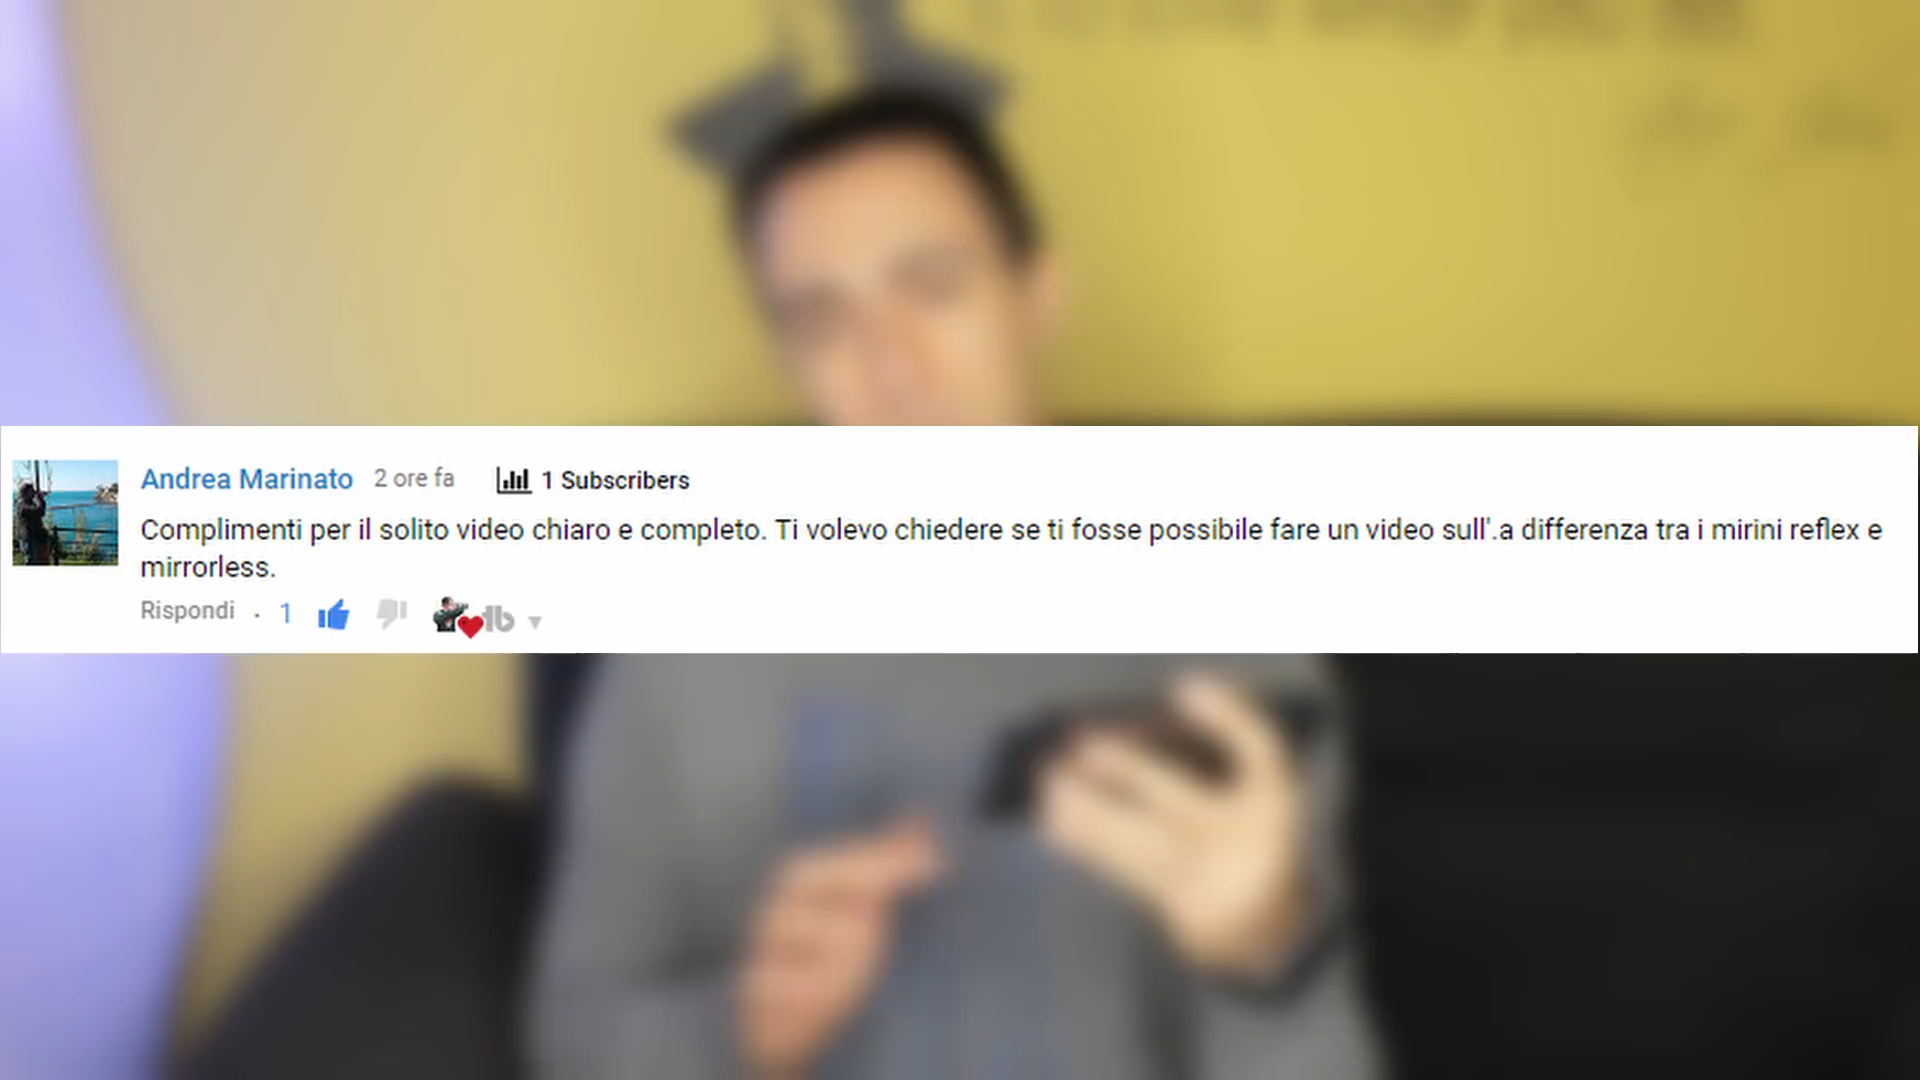 Andrea Marinato 2 ore fa 1 Subscribers
Complimenti per il solito video chiaro e completo. Ti volevo chiedere se ti fosse possibile fare un video sull'.a differenza tra i mirini reflex e
mirrorless.
Rispondi . 1 tb